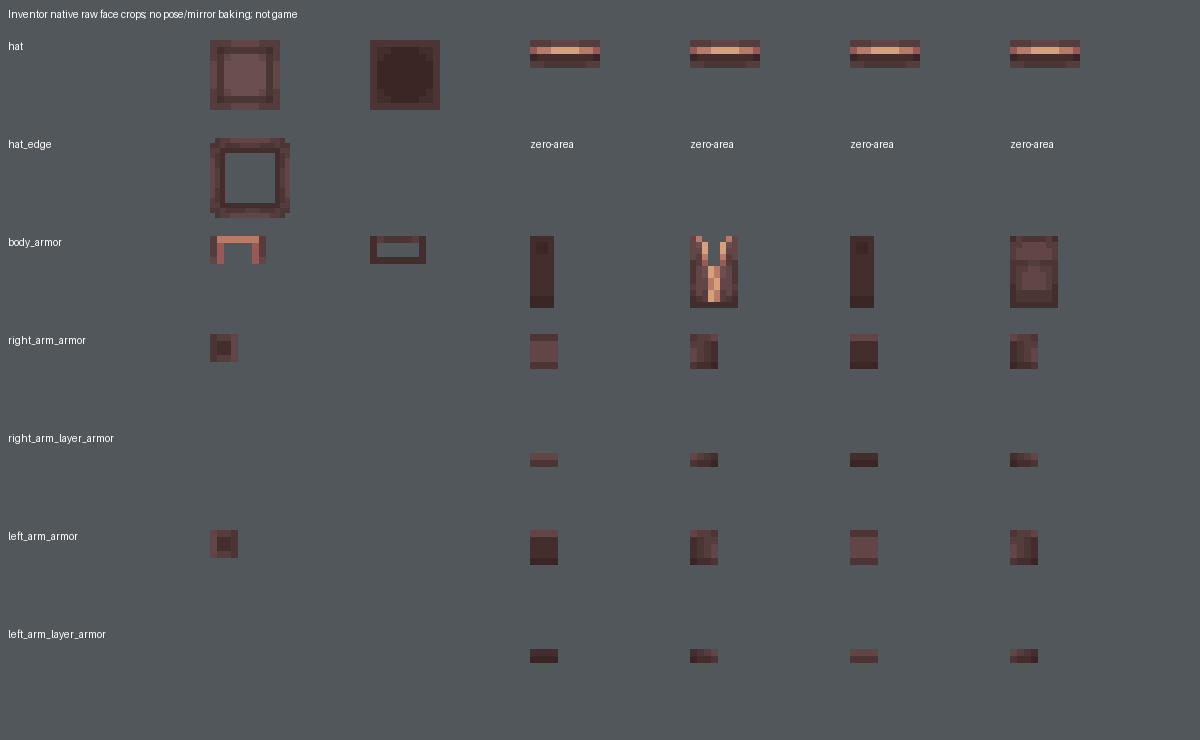 Inventor native raw face crops; no pose/mirror baking; not game
hat
hat_edge
zero-area zero-area zero-area zero-area
body_armor
right_arm_armor
right_arm_layer_armor
left_arm_armor
left_arm_layer_armor